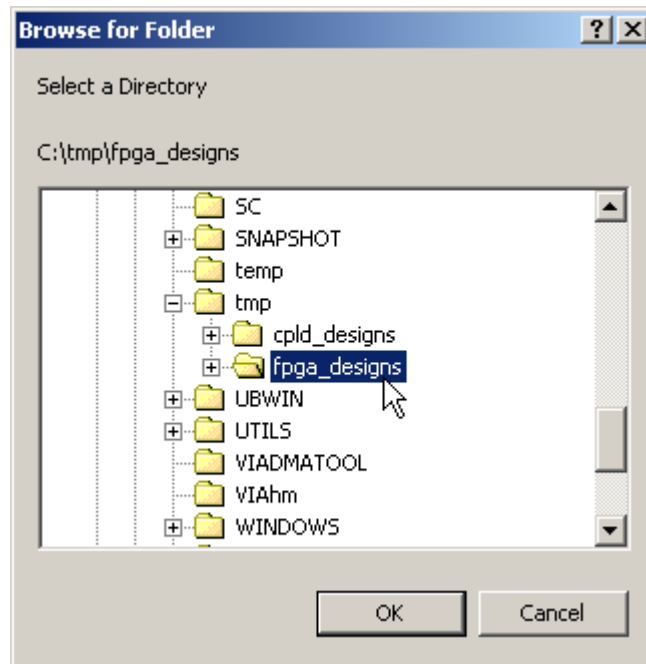 Browse for Folder
Select a Directory
C:\tmp\fpga_designs
SC
SNAPSHOT
temp
tmp
cpld_designs
fpga_designs
UBWIN
UTILS
VIADMATOOL
VIAhm
WINDOWS
OK Cancel